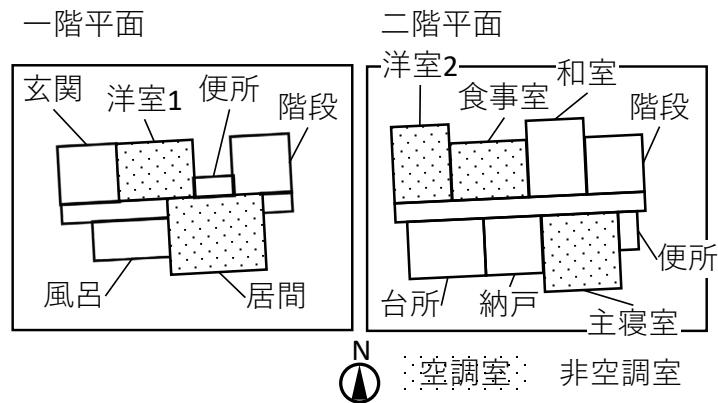 一階平面
玄関
洋室1
便所
階段
風呂
居間
二階平面
洋室2
食事室
和室
階段
台所
納戸
主寝室
便所
N
空調室
非空調室